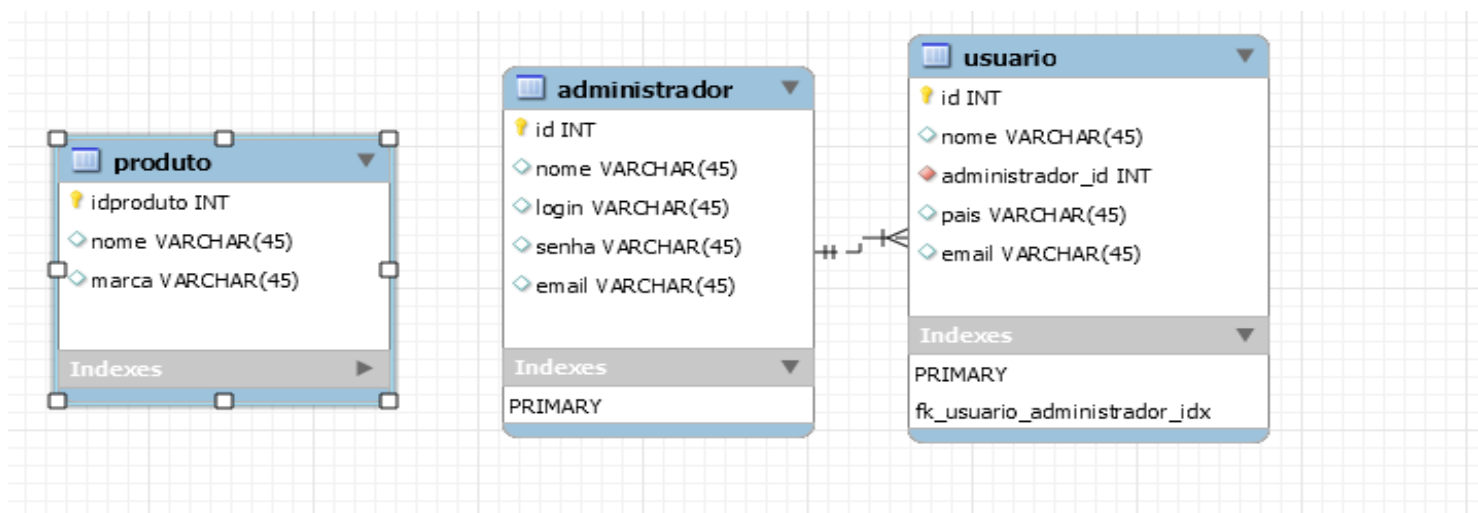 produto
idproduto INT
nome VARCHAR(45)
marca VARCHAR(45)
Indexes
administrador
id INT
nome VARCHAR(45)
login VARCHAR(45)
senha VARCHAR(45)
email VARCHAR(45)
Indexes
PRIMARY
usuario
id INT
nome VARCHAR(45)
administrador_id INT
pais VARCHAR(45)
email VARCHAR(45)
Indexes
PRIMARY
fk_usuario_administrador_idx